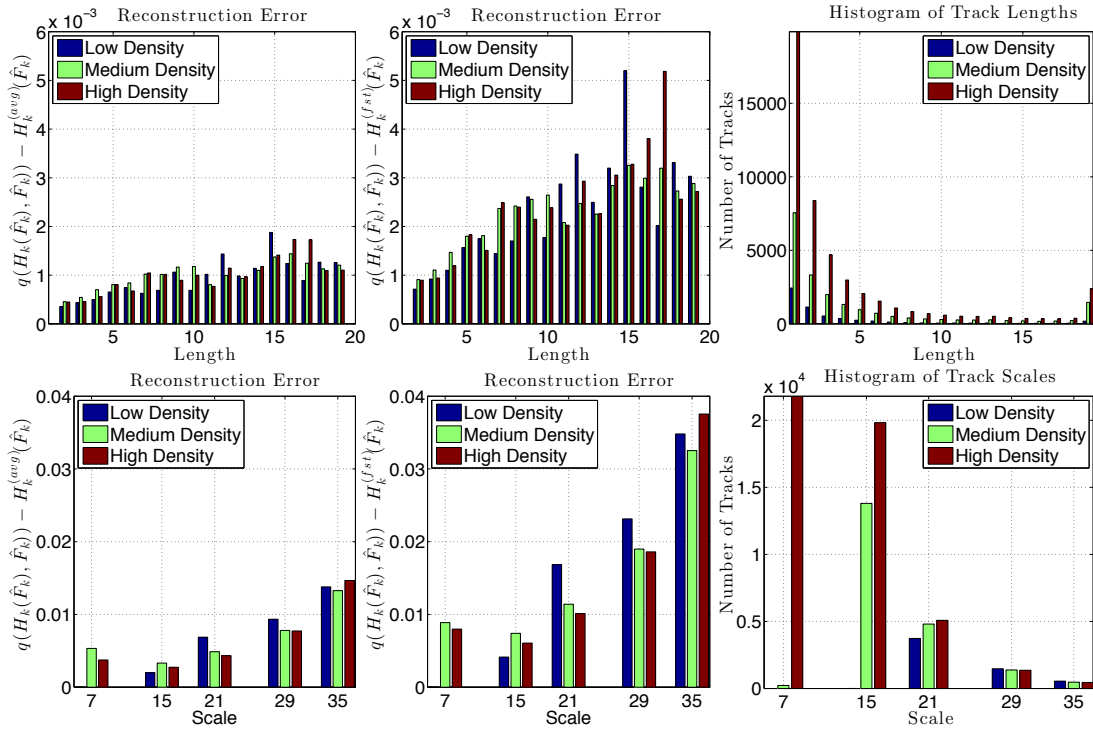 Reconstruction Error
x 10⁻³
6
5
4
3
2
1
0
5 10 15 20
Length
q(H_k(F̂_k), F̂_k)) − H_k^{(avg)}(F̂_k)
Low Density
Medium Density
High Density
Reconstruction Error
x 10⁻³
6
5
4
3
2
1
0
5 10 15 20
Length
q(H_k(F̂_k), F̂_k)) − H_k^{(fst)}(F̂_k)
Low Density
Medium Density
High Density
Histogram of Track Lengths
15000
10000
5000
0
5 10 15
Length
Number of Tracks
Low Density
Medium Density
High Density
Reconstruction Error
0.04
0.03
0.02
0.01
0
7 15 21 29 35
Scale
q(H_k(F̂_k), F̂_k)) − H_k^{(avg)}(F̂_k)
Low Density
Medium Density
High Density
Reconstruction Error
0.04
0.03
0.02
0.01
0
7 15 21 29 35
Scale
q(H_k(F̂_k), F̂_k)) − H_k^{(fst)}(F̂_k)
Low Density
Medium Density
High Density
Histogram of Track Scales
x 10⁴
2
1.5
1
0.5
0
7 15 21 29 35
Scale
Number of Tracks
Low Density
Medium Density
High Density